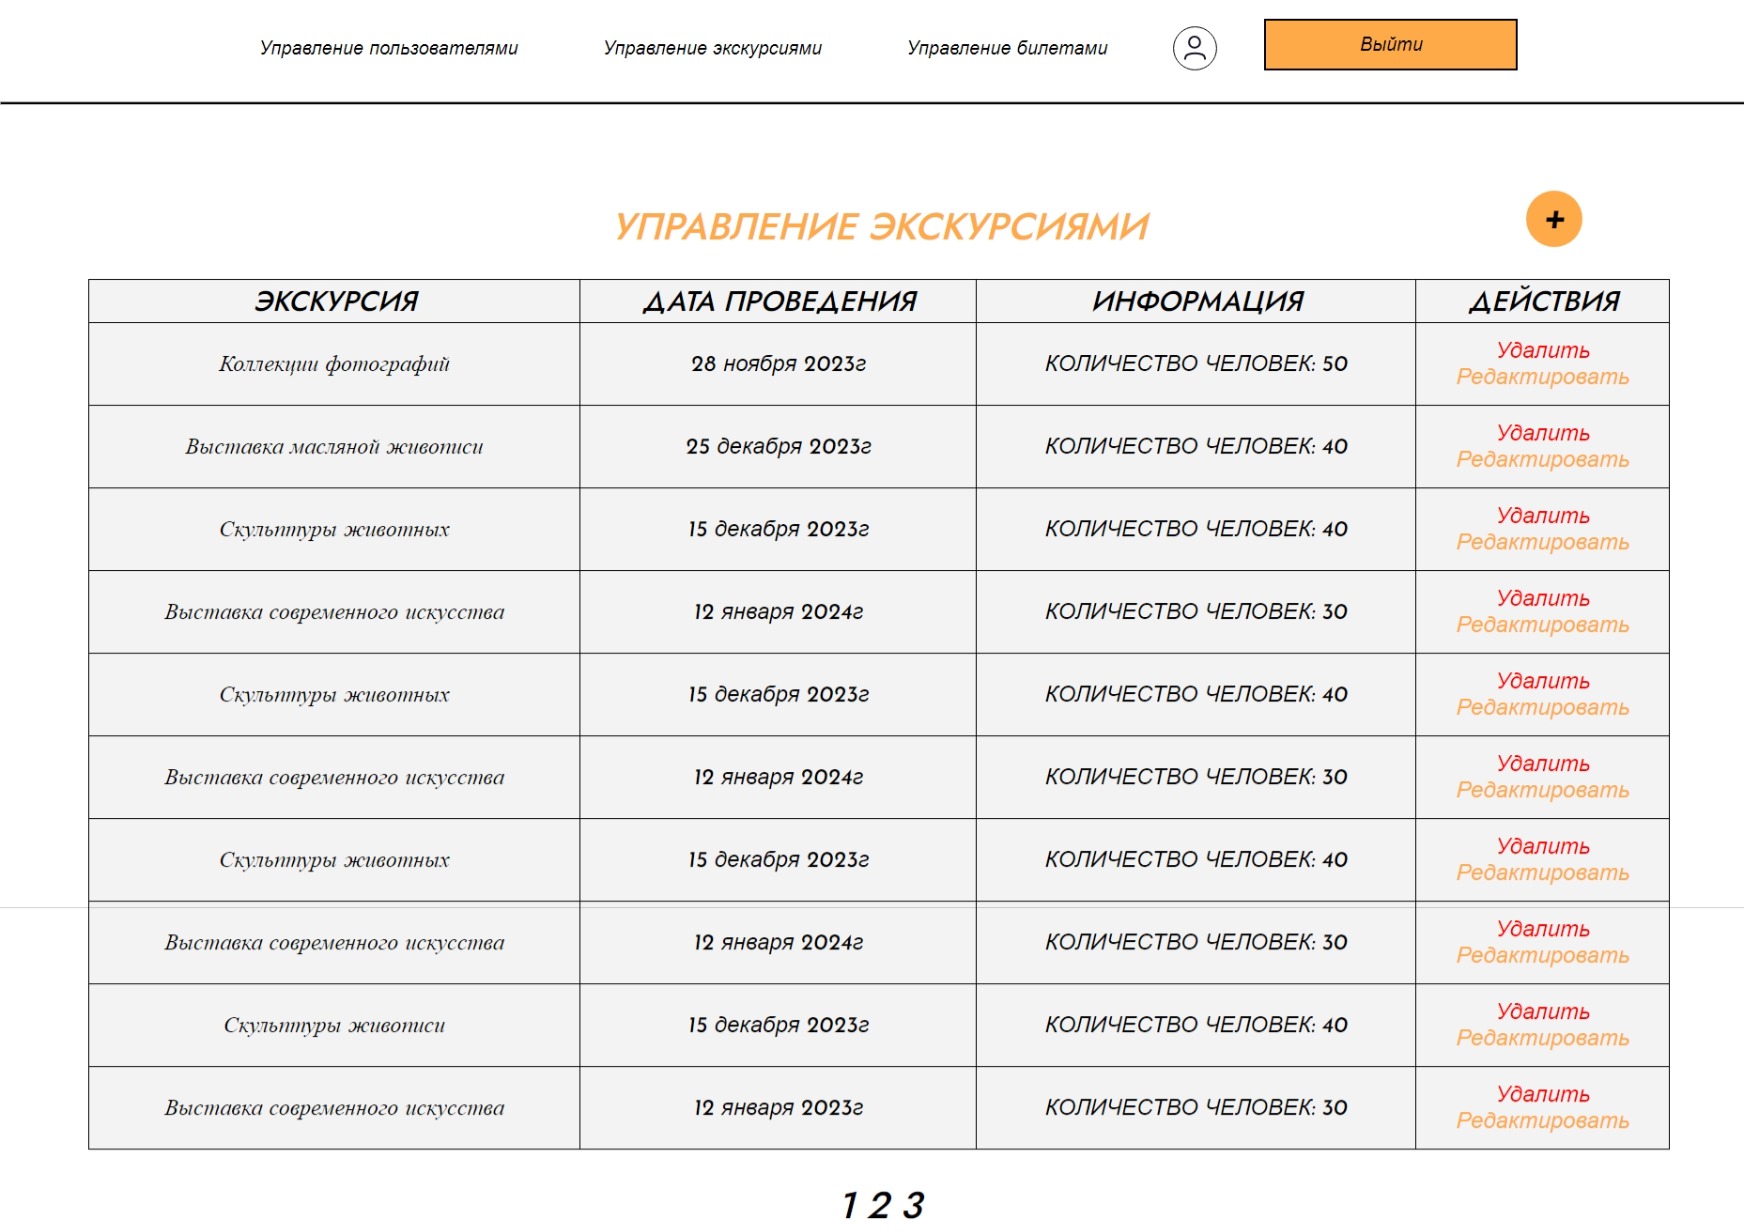 Управление пользователями Управление экскурсиями Управление билетами Выйти
УПРАВЛЕНИЕ ЭКСКУРСИЯМИ +
ЭКСКУРСИЯ ДАТА ПРОВЕДЕНИЯ ИНФОРМАЦИЯ ДЕЙСТВИЯ
Коллекции фотографий 28 ноября 2023г КОЛИЧЕСТВО ЧЕЛОВЕК: 50 Удалить
Редактировать
Выставка масляной живописи 25 декабря 2023г КОЛИЧЕСТВО ЧЕЛОВЕК: 40 Удалить
Редактировать
Скульптуры животных 15 декабря 2023г КОЛИЧЕСТВО ЧЕЛОВЕК: 40 Удалить
Редактировать
Выставка современного искусства 12 января 2024г КОЛИЧЕСТВО ЧЕЛОВЕК: 30 Удалить
Редактировать
Скульптуры животных 15 декабря 2023г КОЛИЧЕСТВО ЧЕЛОВЕК: 40 Удалить
Редактировать
Выставка современного искусства 12 января 2024г КОЛИЧЕСТВО ЧЕЛОВЕК: 30 Удалить
Редактировать
Скульптуры животных 15 декабря 2023г КОЛИЧЕСТВО ЧЕЛОВЕК: 40 Удалить
Редактировать
Выставка современного искусства 12 января 2024г КОЛИЧЕСТВО ЧЕЛОВЕК: 30 Удалить
Редактировать
Скульптуры живописи 15 декабря 2023г КОЛИЧЕСТВО ЧЕЛОВЕК: 40 Удалить
Редактировать
Выставка современного искусства 12 января 2023г КОЛИЧЕСТВО ЧЕЛОВЕК: 30 Удалить
Редактировать
1 2 3